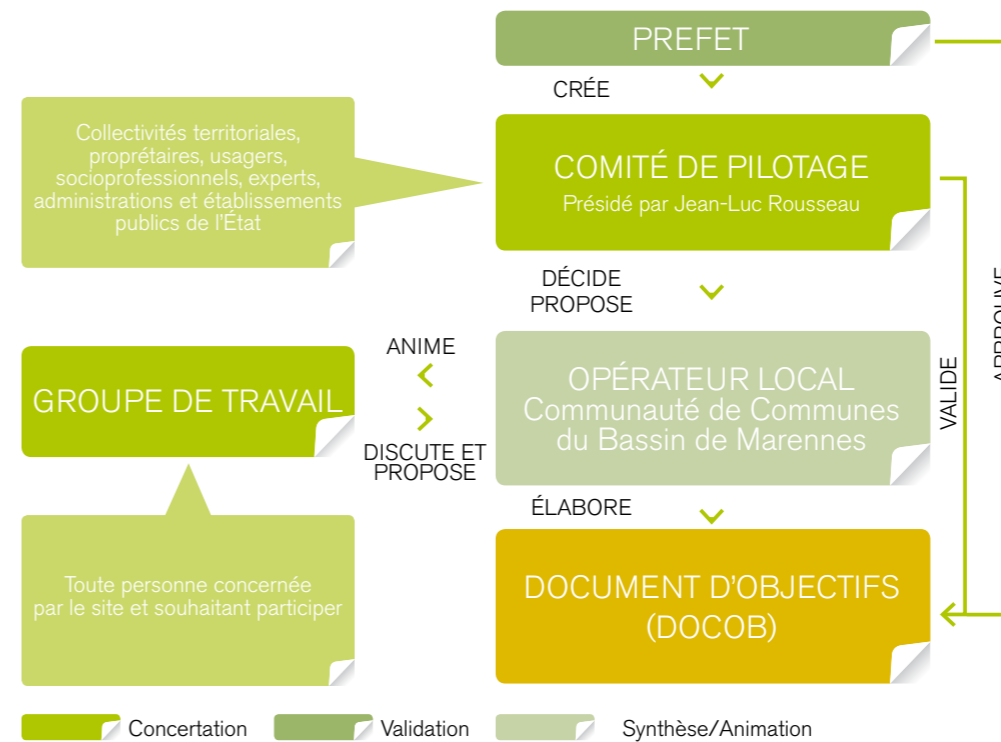 PREFET
CRÉE
Collectivités territoriales,
proprétaires, usagers,
socioprofessionnels, experts,
administrations et établissements
publics de l'État
COMITÉ DE PILOTAGE
Présidé par Jean-Luc Rousseau
DÉCIDE
PROPOSE
GROUPE DE TRAVAIL
ANIME
DISCUTE ET
PROPOSE
OPÉRATEUR LOCAL
Communauté de Communes
du Bassin de Marennes
VALIDE
APPROUVE
ÉLABORE
Toute personne concernée
par le site et souhaitant participer
DOCUMENT D'OBJECTIFS
(DOCOB)
Concertation
Validation
Synthèse/Animation